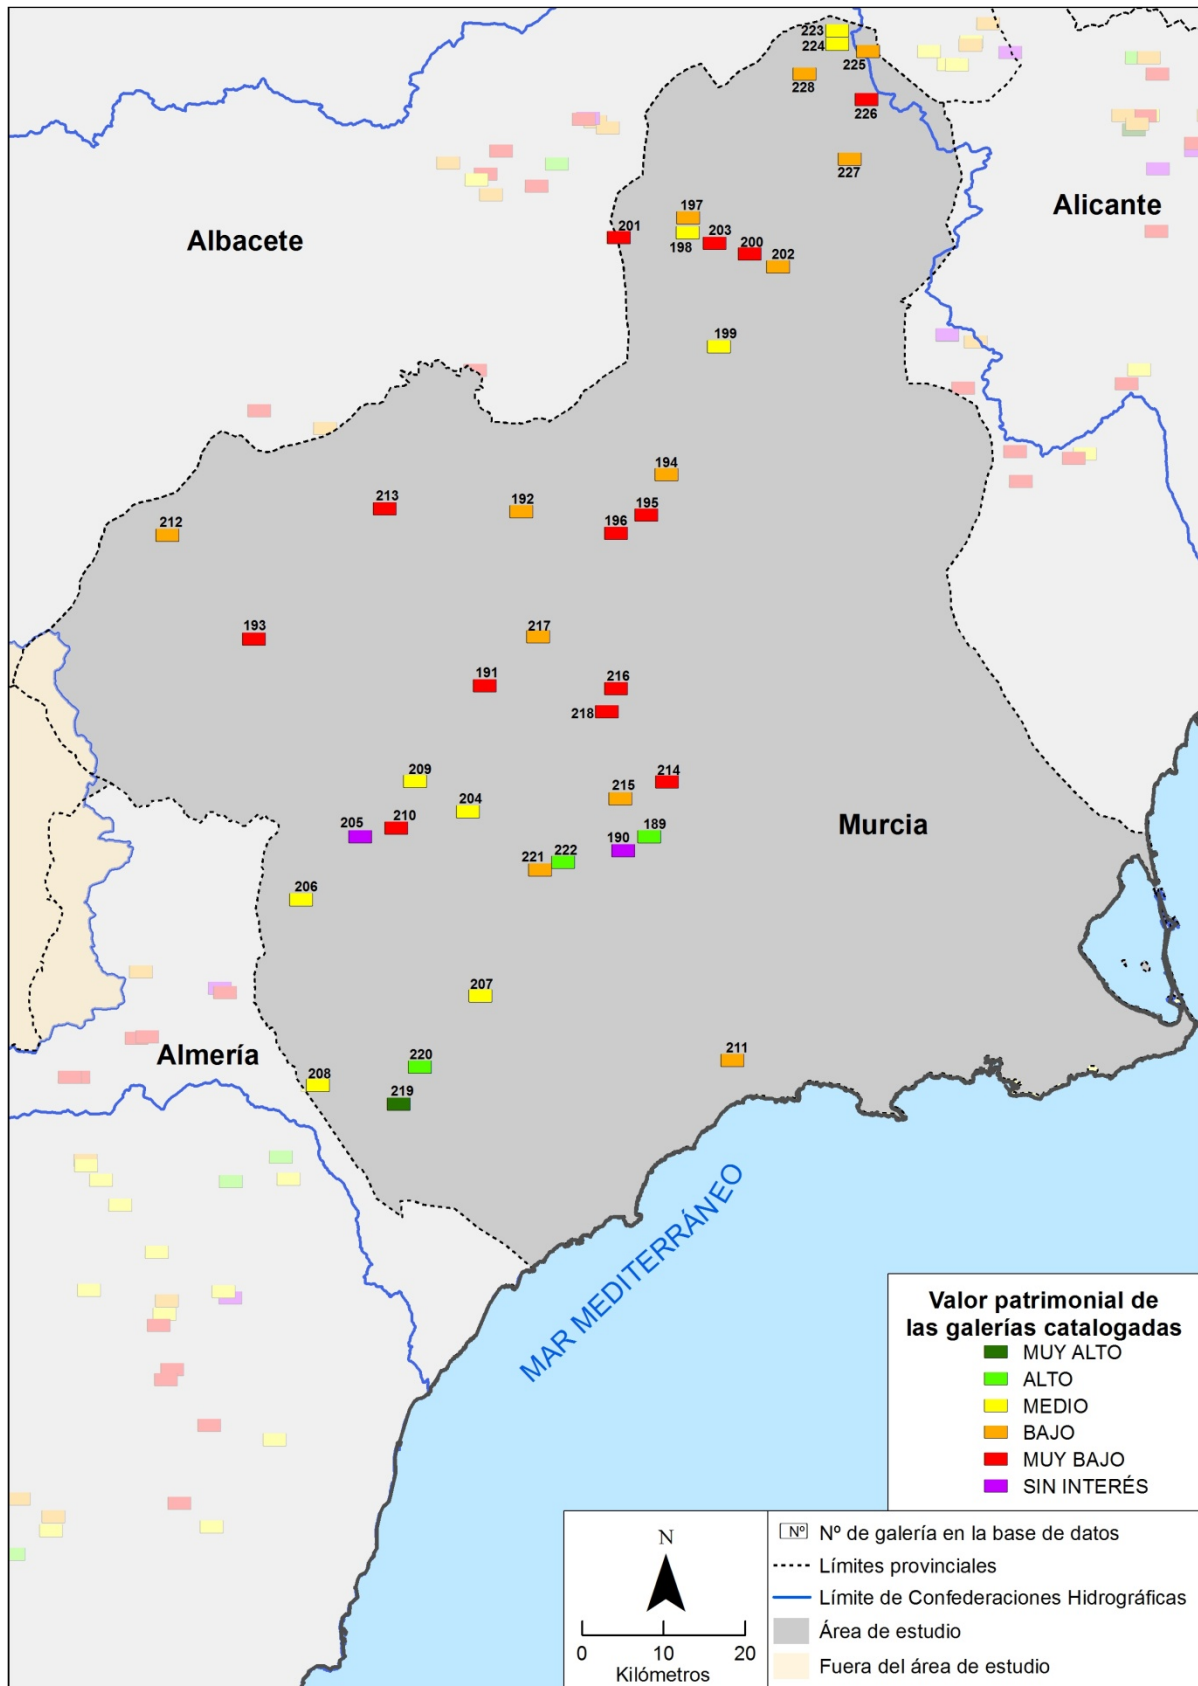 223
224
225
228
226
227
Alicante
197
201
198
203
200
202
Albacete
199
194
213
192
195
212
196
193
217
191
216
218
209
214
215
204
Murcia
205
210
189
190
222
221
206
207
211
220
Almería
208
219
MAR MEDITERRÁNEO
Valor patrimonial de
las galerías catalogadas
MUY ALTO
ALTO
MEDIO
BAJO
MUY BAJO
SIN INTERÉS
N
0 10 20
Kilómetros
Nº Nº de galería en la base de datos
Límites provinciales
Límite de Confederaciones Hidrográficas
Área de estudio
Fuera del área de estudio